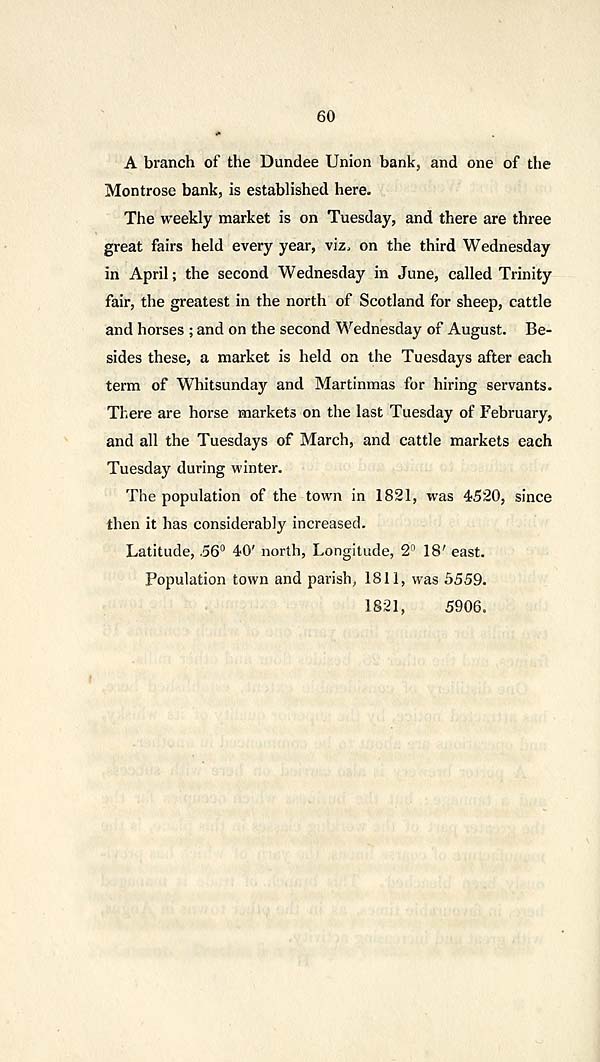 60
A branch of the Dundee Union bank, and one of the
Montrose bank, is established here.
The weekly market is on Tuesday, and there are three
great fairs held every year, viz. on the third Wednesday
in April; the second Wednesday in June, called Trinity
fair, the greatest in the north of Scotland for sheep, cattle
and horses ; and on the second Wednesday of August. Be-
sides these, a market is held on the Tuesdays after each
term of Whitsunday and Martinmas for hiring servants.
There are horse markets on the last Tuesday of February,
and all the Tuesdays of March, and cattle markets each
Tuesday during winter.
The population of the town in 1821, was 4520, since
then it has considerably increased.
Latitude, 56⁰ 40′ north, Longitude, 2⁰ 18′ east.
Population town and parish, 1811, was 5559.
1821, 5906.